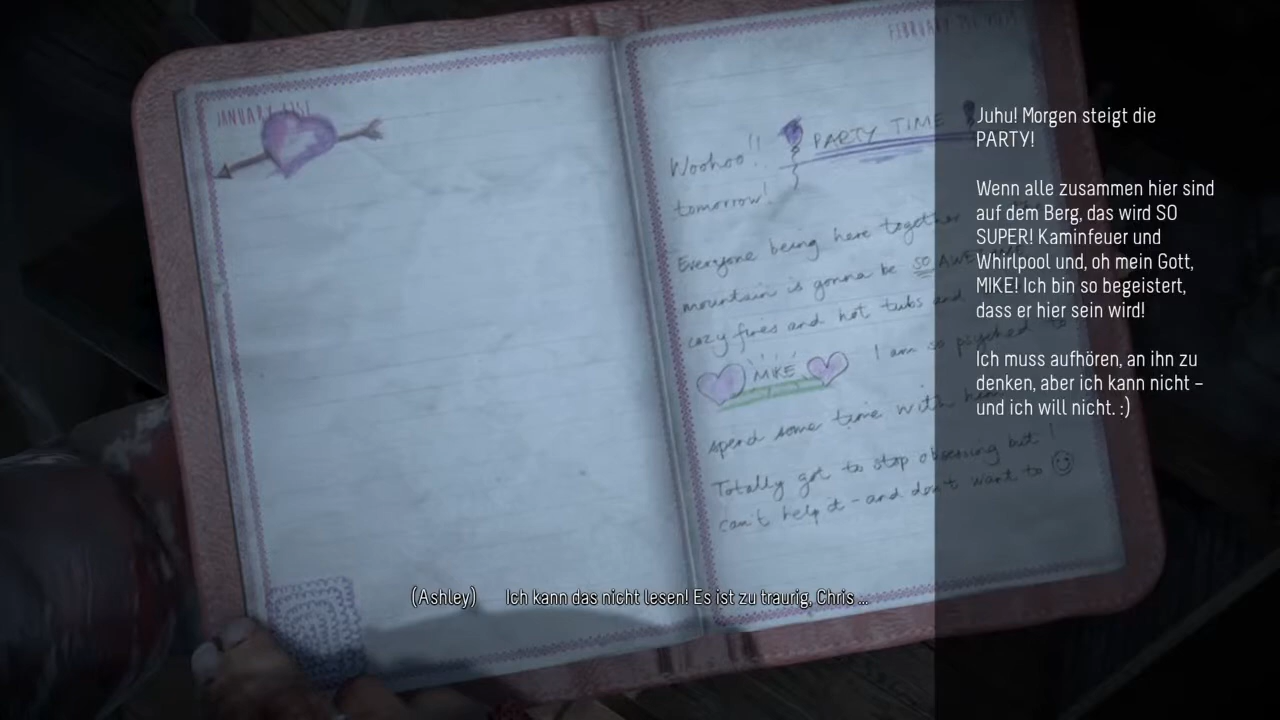 JANUARY 31ST
FEBRUARY
Woohoo!! PARTY TIME
tomorrow!
Everyone being here together
mountain is gonna be SO AWESOME
cozy fires and hot tubs and
MIKE I am so psyched to
spend some time with him
Totally got to stop obsessing but I
can't help it - and don't want to ☺
Juhu! Morgen steigt die
PARTY!
Wenn alle zusammen hier sind
auf dem Berg, das wird SO
SUPER! Kaminfeuer und
Whirlpool und, oh mein Gott,
MIKE! Ich bin so begeistert,
dass er hier sein wird!
Ich muss aufhören, an ihn zu
denken, aber ich kann nicht –
und ich will nicht. :)
(Ashley) Ich kann das nicht lesen! Es ist zu traurig, Chris ...